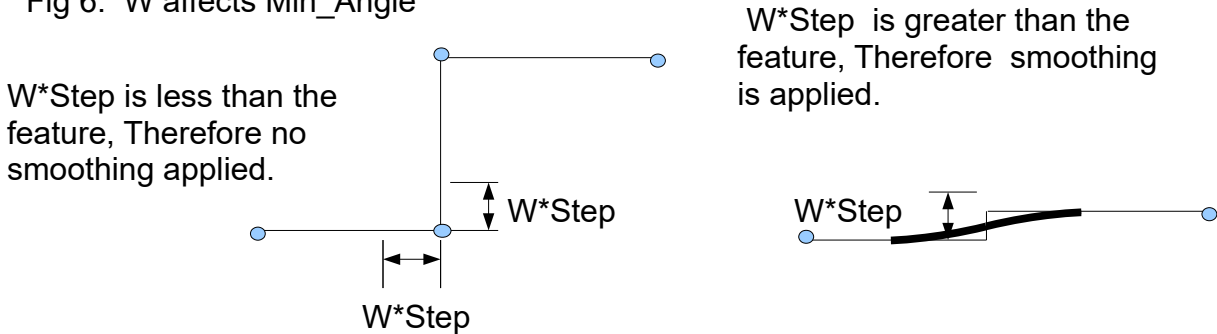 Fig 6. W affects Min_Angle
W*Step is less than the
feature, Therefore no
smoothing applied.
W*Step
W*Step
W*Step is greater than the
feature, Therefore smoothing
is applied.
W*Step